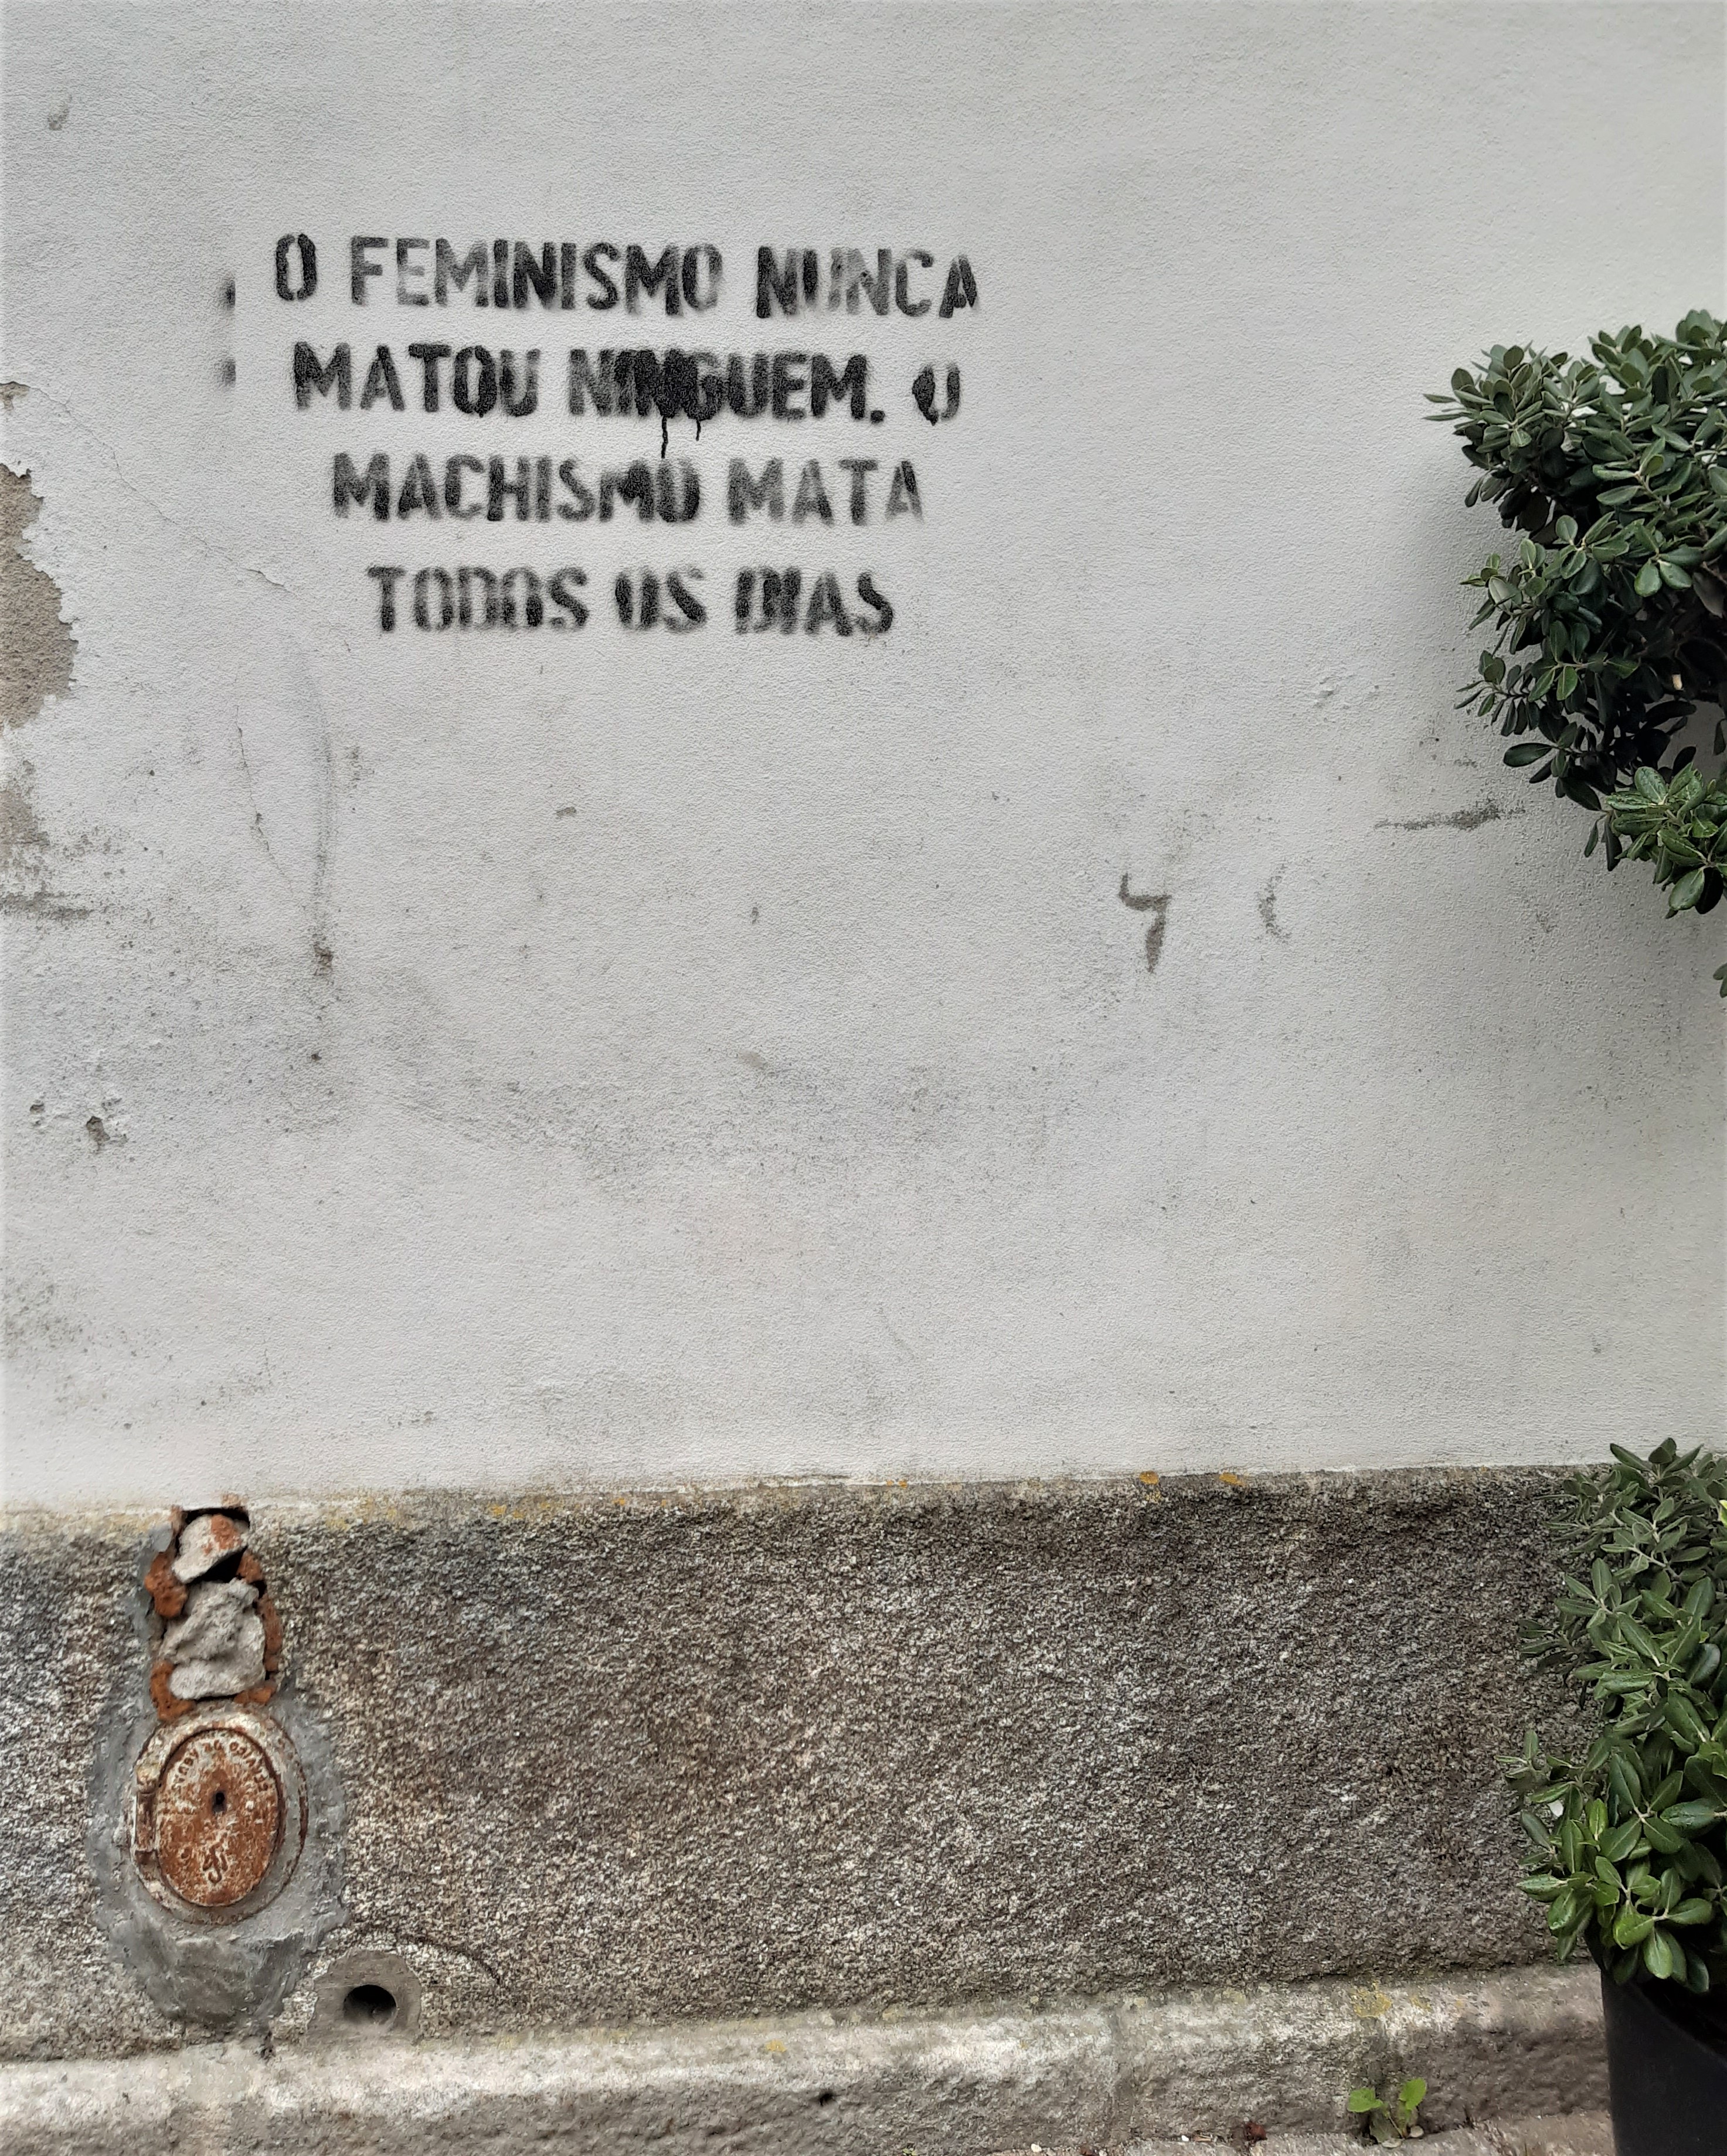 O FEMINISMO NUNCA
MATOU NINGUEM. O
MACHISMO MATA
TODOS OS DIAS